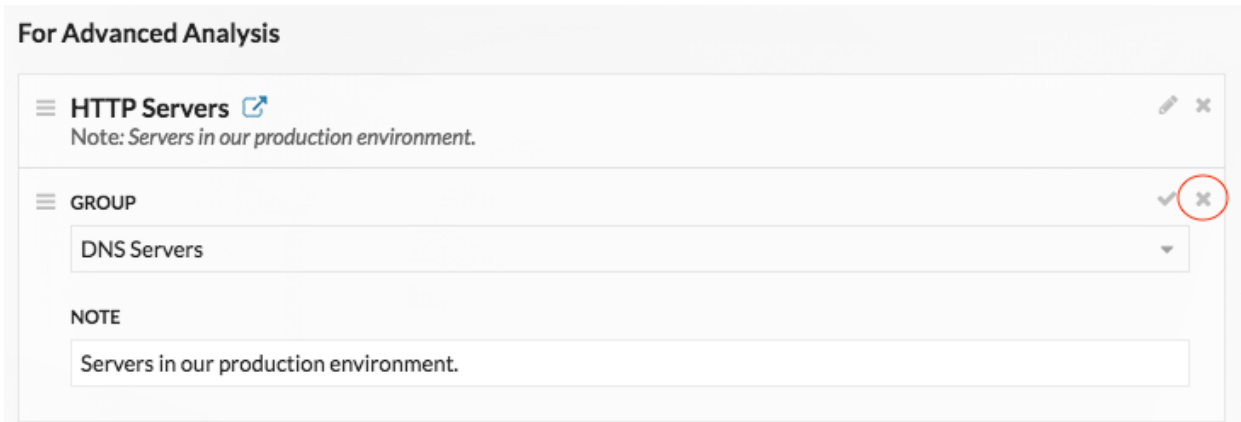 For Advanced Analysis
HTTP Servers
Note: Servers in our production environment.
GROUP
DNS Servers
NOTE
Servers in our production environment.